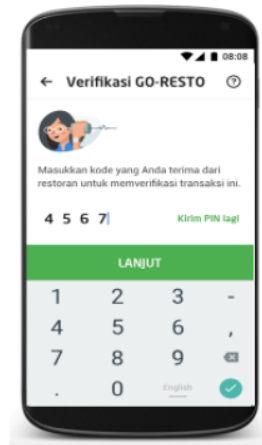 08:08
Verifikasi GO-RESTO
Masukkan kode yang Anda terima dari
restoran untuk memverifikasi transaksi ini.
4 5 6 7 Kirim PIN lagi
LANJUT
1 2 3 -
4 5 6 ,
7 8 9
. 0 English